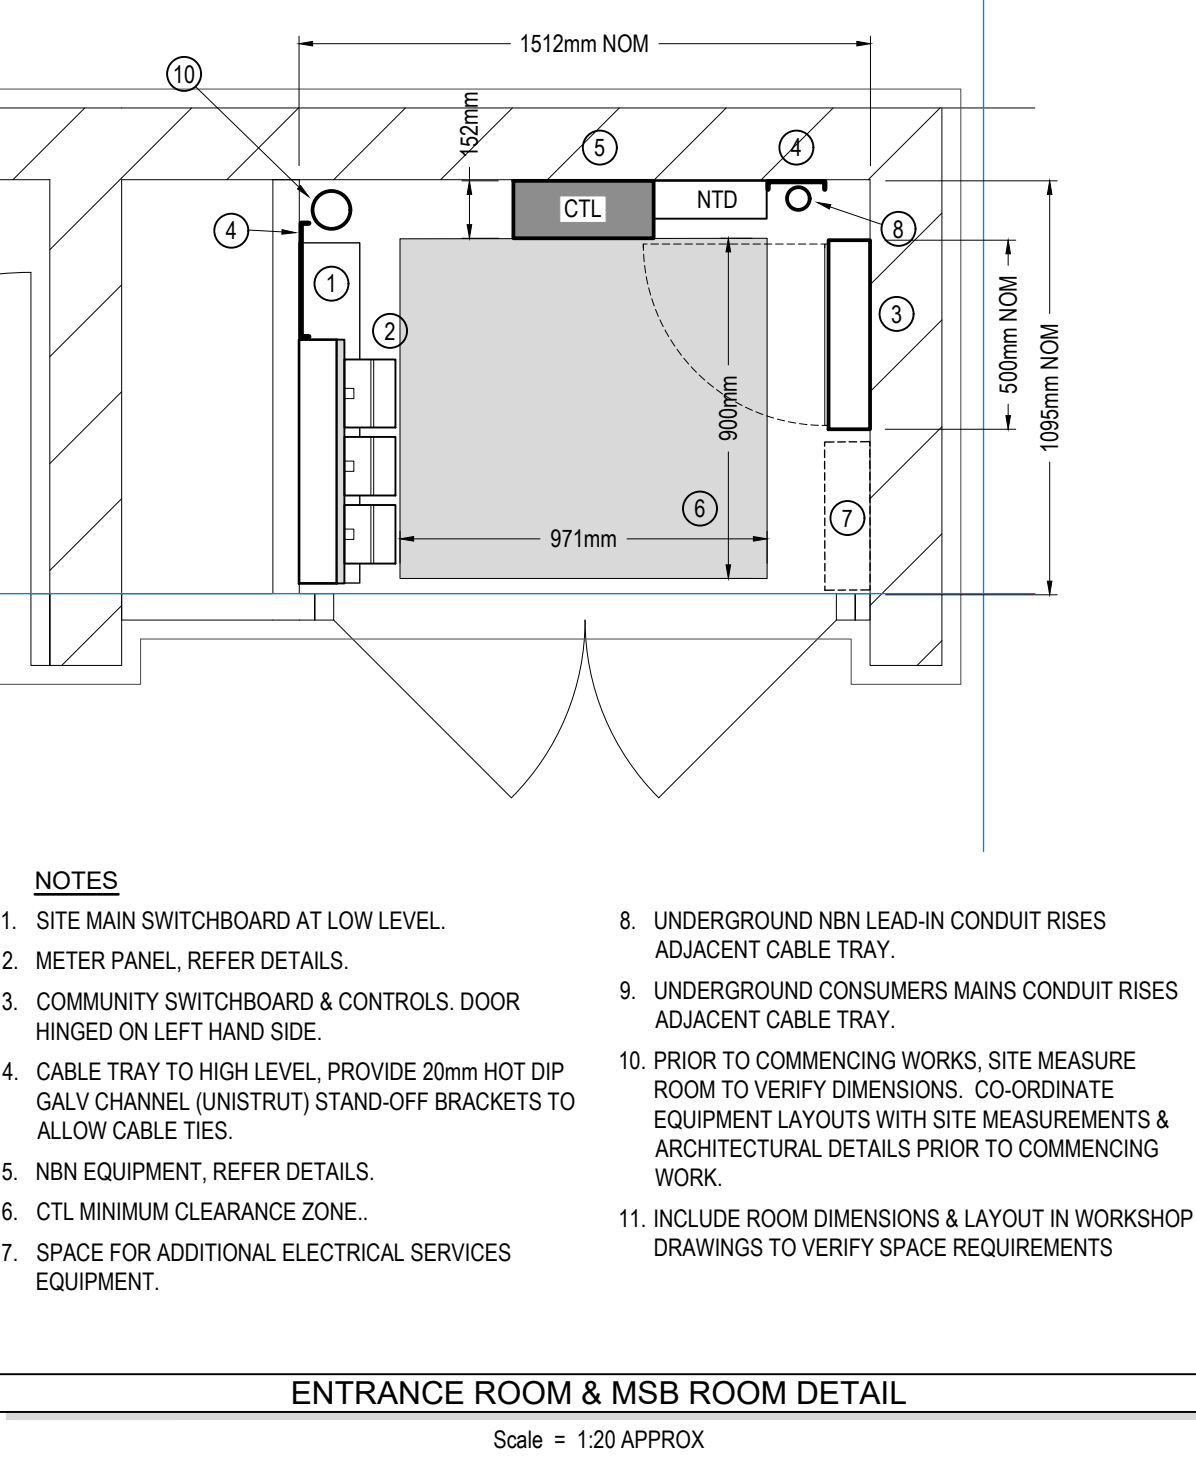 1512mm NOM
10
152mm
5
4
CTL
NTD
4
8
1
3
2
500mm NOM
1095mm NOM
900mm
6
7
971mm
NOTES
1. SITE MAIN SWITCHBOARD AT LOW LEVEL.
2. METER PANEL, REFER DETAILS.
3. COMMUNITY SWITCHBOARD & CONTROLS. DOOR
HINGED ON LEFT HAND SIDE.
4. CABLE TRAY TO HIGH LEVEL, PROVIDE 20mm HOT DIP
GALV CHANNEL (UNISTRUT) STAND-OFF BRACKETS TO
ALLOW CABLE TIES.
5. NBN EQUIPMENT, REFER DETAILS.
6. CTL MINIMUM CLEARANCE ZONE..
7. SPACE FOR ADDITIONAL ELECTRICAL SERVICES
EQUIPMENT.
8. UNDERGROUND NBN LEAD-IN CONDUIT RISES
ADJACENT CABLE TRAY.
9. UNDERGROUND CONSUMERS MAINS CONDUIT RISES
ADJACENT CABLE TRAY.
10. PRIOR TO COMMENCING WORKS, SITE MEASURE
ROOM TO VERIFY DIMENSIONS. CO-ORDINATE
EQUIPMENT LAYOUTS WITH SITE MEASUREMENTS &
ARCHITECTURAL DETAILS PRIOR TO COMMENCING
WORK.
11. INCLUDE ROOM DIMENSIONS & LAYOUT IN WORKSHOP
DRAWINGS TO VERIFY SPACE REQUIREMENTS
ENTRANCE ROOM & MSB ROOM DETAIL
Scale = 1:20 APPROX